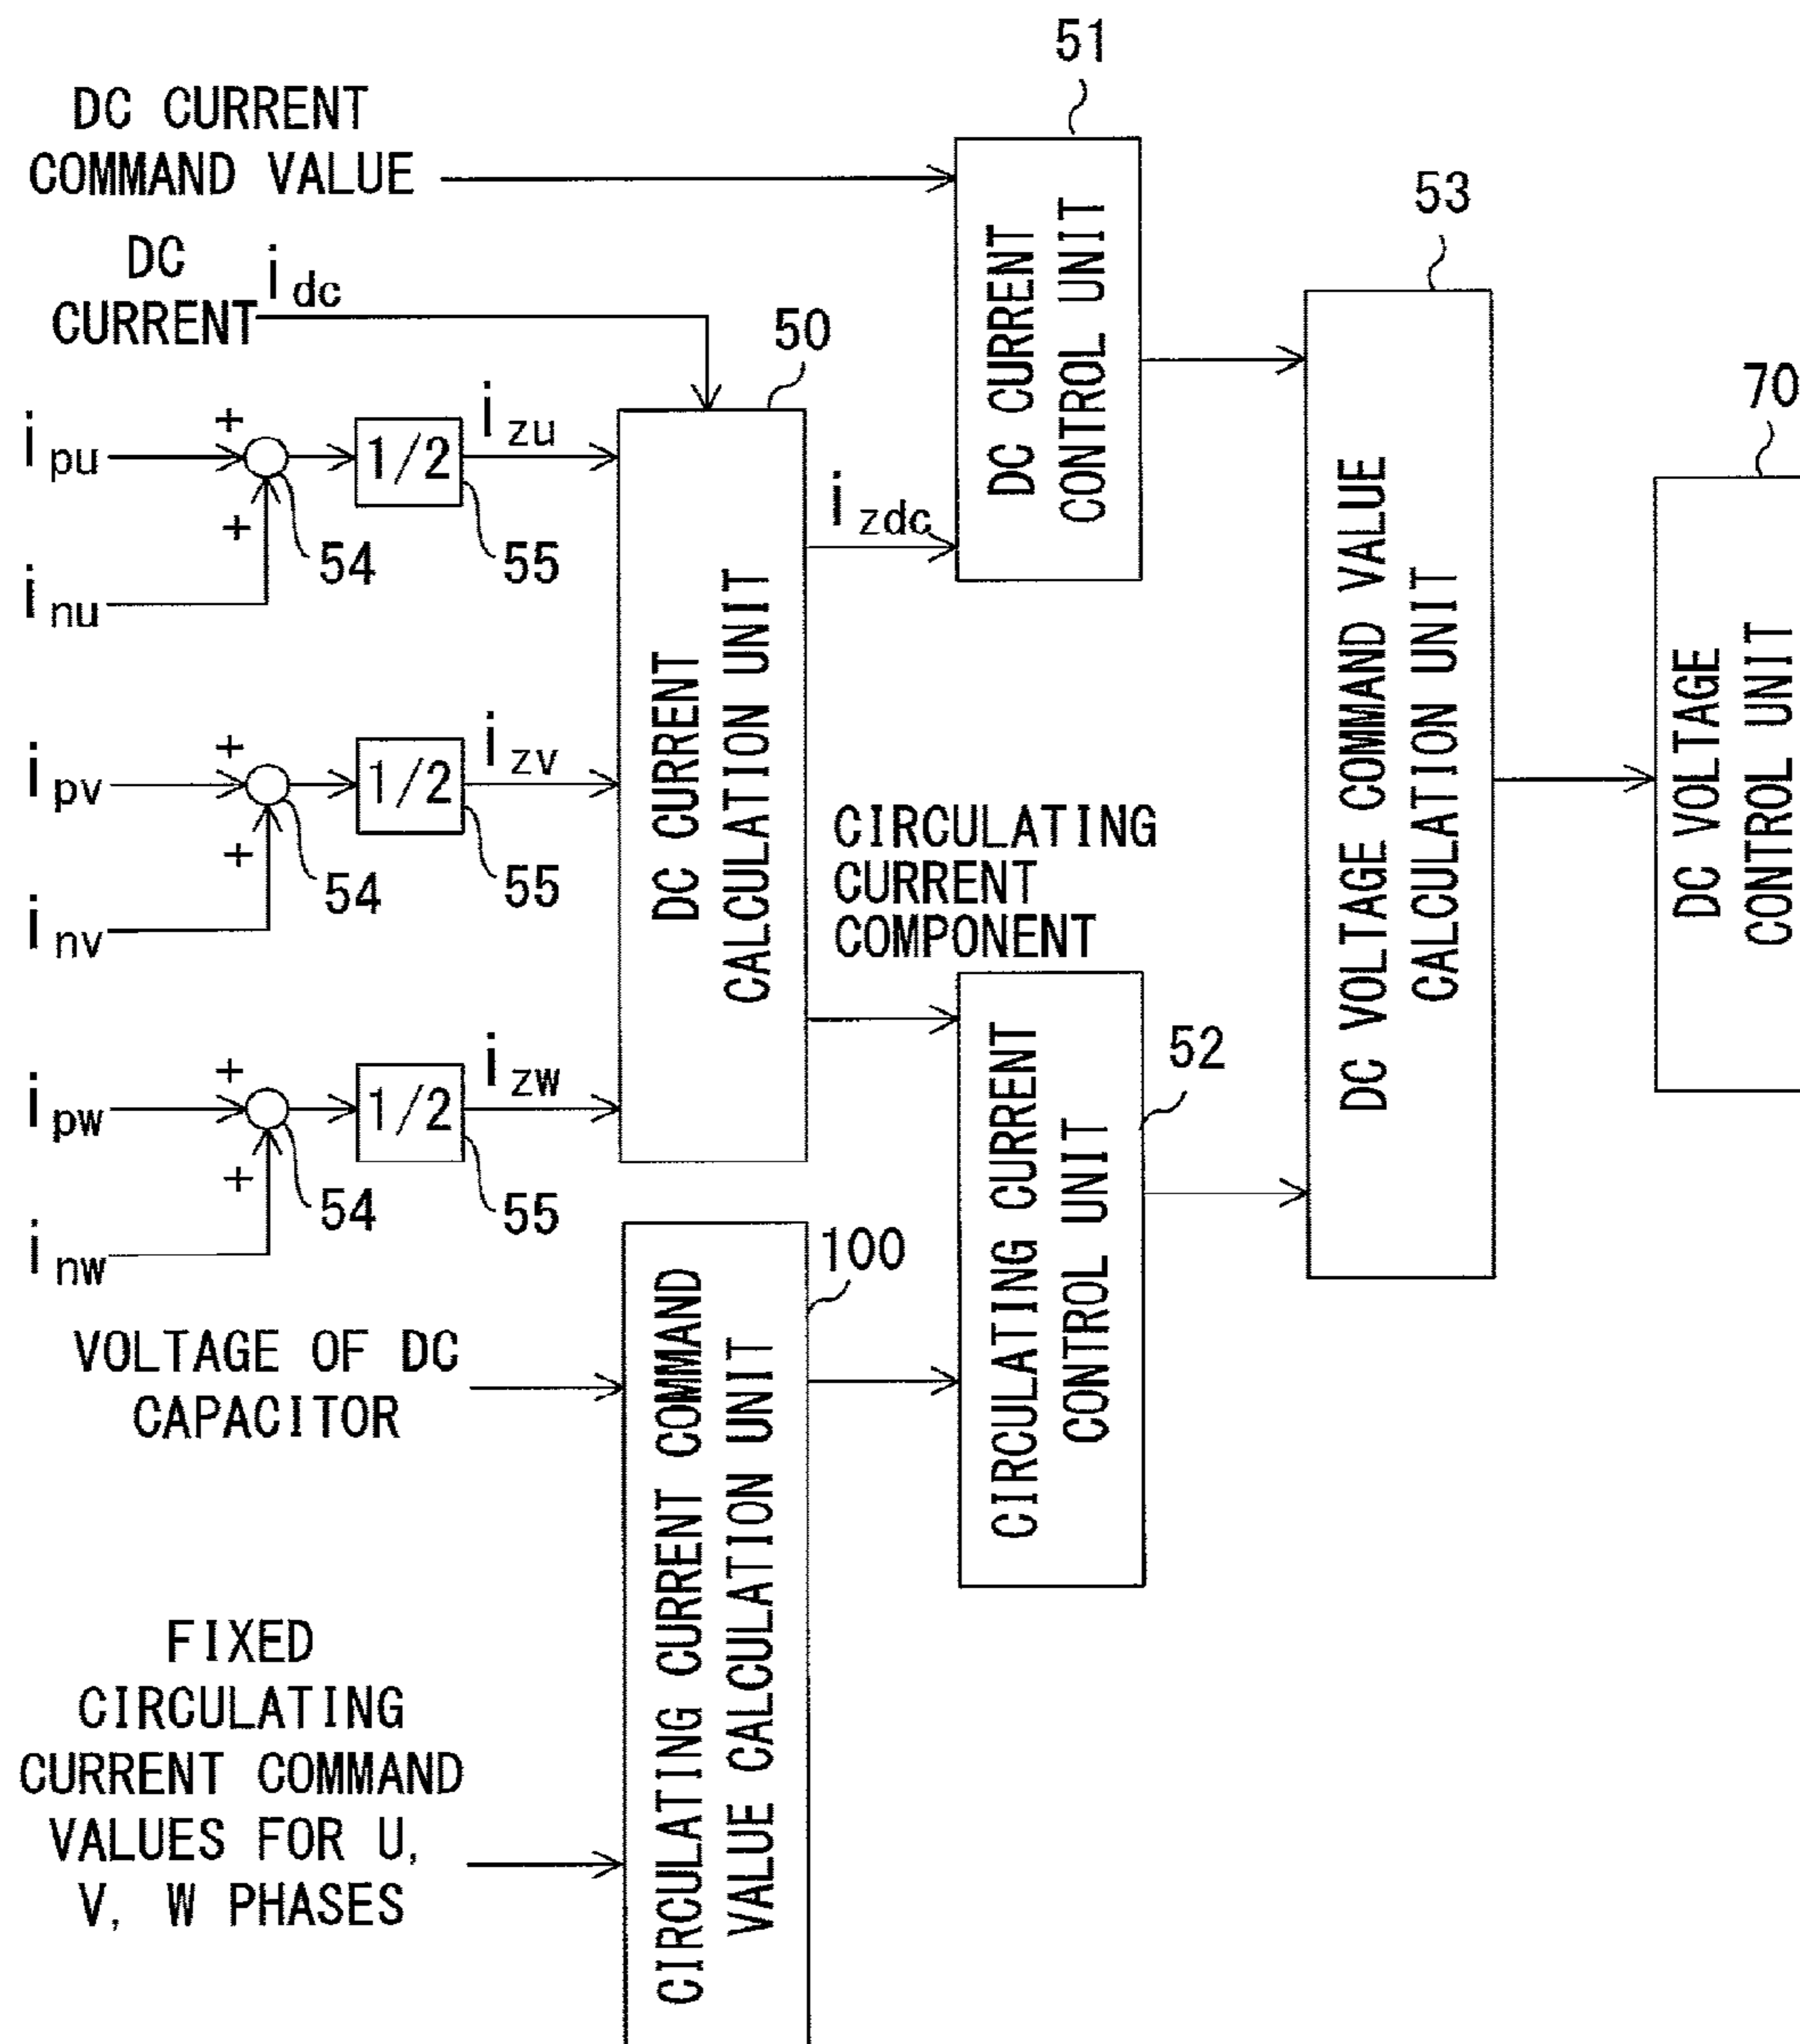 51
DC CURRENT
COMMAND VALUE
DC CURRENT
CONTROL UNIT
53
DC
CURRENT
i dc
50
DC VOLTAGE COMMAND VALUE
CALCULATION UNIT
70
DC VOLTAGE
CONTROL UNIT
i pu
+
1/2
i zu
DC CURRENT
CALCULATION UNIT
i zdc
+
54
55
i nu
i pv
+
1/2
i zv
CIRCULATING
CURRENT
COMPONENT
+
54
55
i nv
i pw
+
1/2
i zw
CIRCULATING CURRENT
CONTROL UNIT
52
+
54
55
i nw
100
CIRCULATING CURRENT COMMAND
VALUE CALCULATION UNIT
VOLTAGE OF DC
CAPACITOR
FIXED
CIRCULATING
CURRENT COMMAND
VALUES FOR U,
V, W PHASES